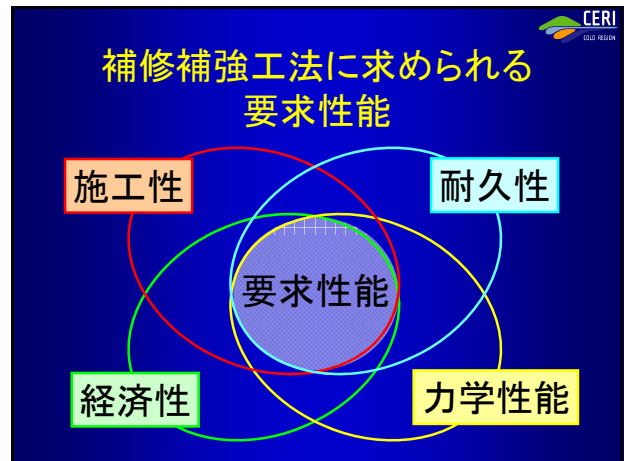 CERI
COLD REGION
補修補強工法に求められる
要求性能
施工性
耐久性
要求性能
経済性
力学性能